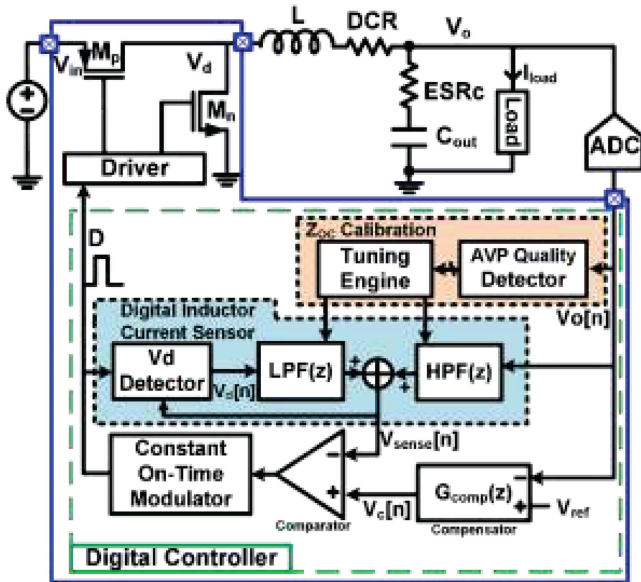 L
DCR
Vo
Vin
Mp
Vd
Mn
ESRc
Cout
Iload
Load
ADC
Driver
D
ZOC Calibration
Tuning
Engine
AVP Quality
Detector
Vo[n]
Digital Inductor
Current Sensor
Vd
Detector
Vd[n]
LPF(z)
+
+
HPF(z)
Vsense[n]
Constant
On-Time
Modulator
−
+
Comparator
Vc[n]
Gcomp(z)
−
+
Vref
Compensator
Digital Controller